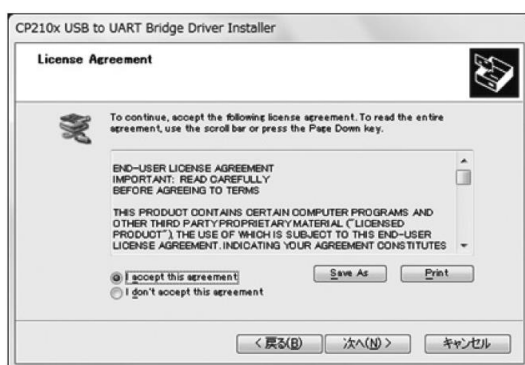 CP210x USB to UART Bridge Driver Installer
License Agreement
To continue, accept the following license agreement. To read the entire
agreement, use the scroll bar or press the Page Down key.
END-USER LICENSE AGREEMENT
IMPORTANT: READ CAREFULLY
BEFORE AGREEING TO TERMS
THIS PRODUCT CONTAINS CERTAIN COMPUTER PROGRAMS AND
OTHER THIRD PARTY PROPRIETARY MATERIAL ("LICENSED
PRODUCT"), THE USE OF WHICH IS SUBJECT TO THIS END-USER
LICENSE AGREEMENT. INDICATING YOUR AGREEMENT CONSTITUTES
I accept this agreement
I don't accept this agreement
Save As
Print
< 戻る(B)
次へ(N) >
キャンセル